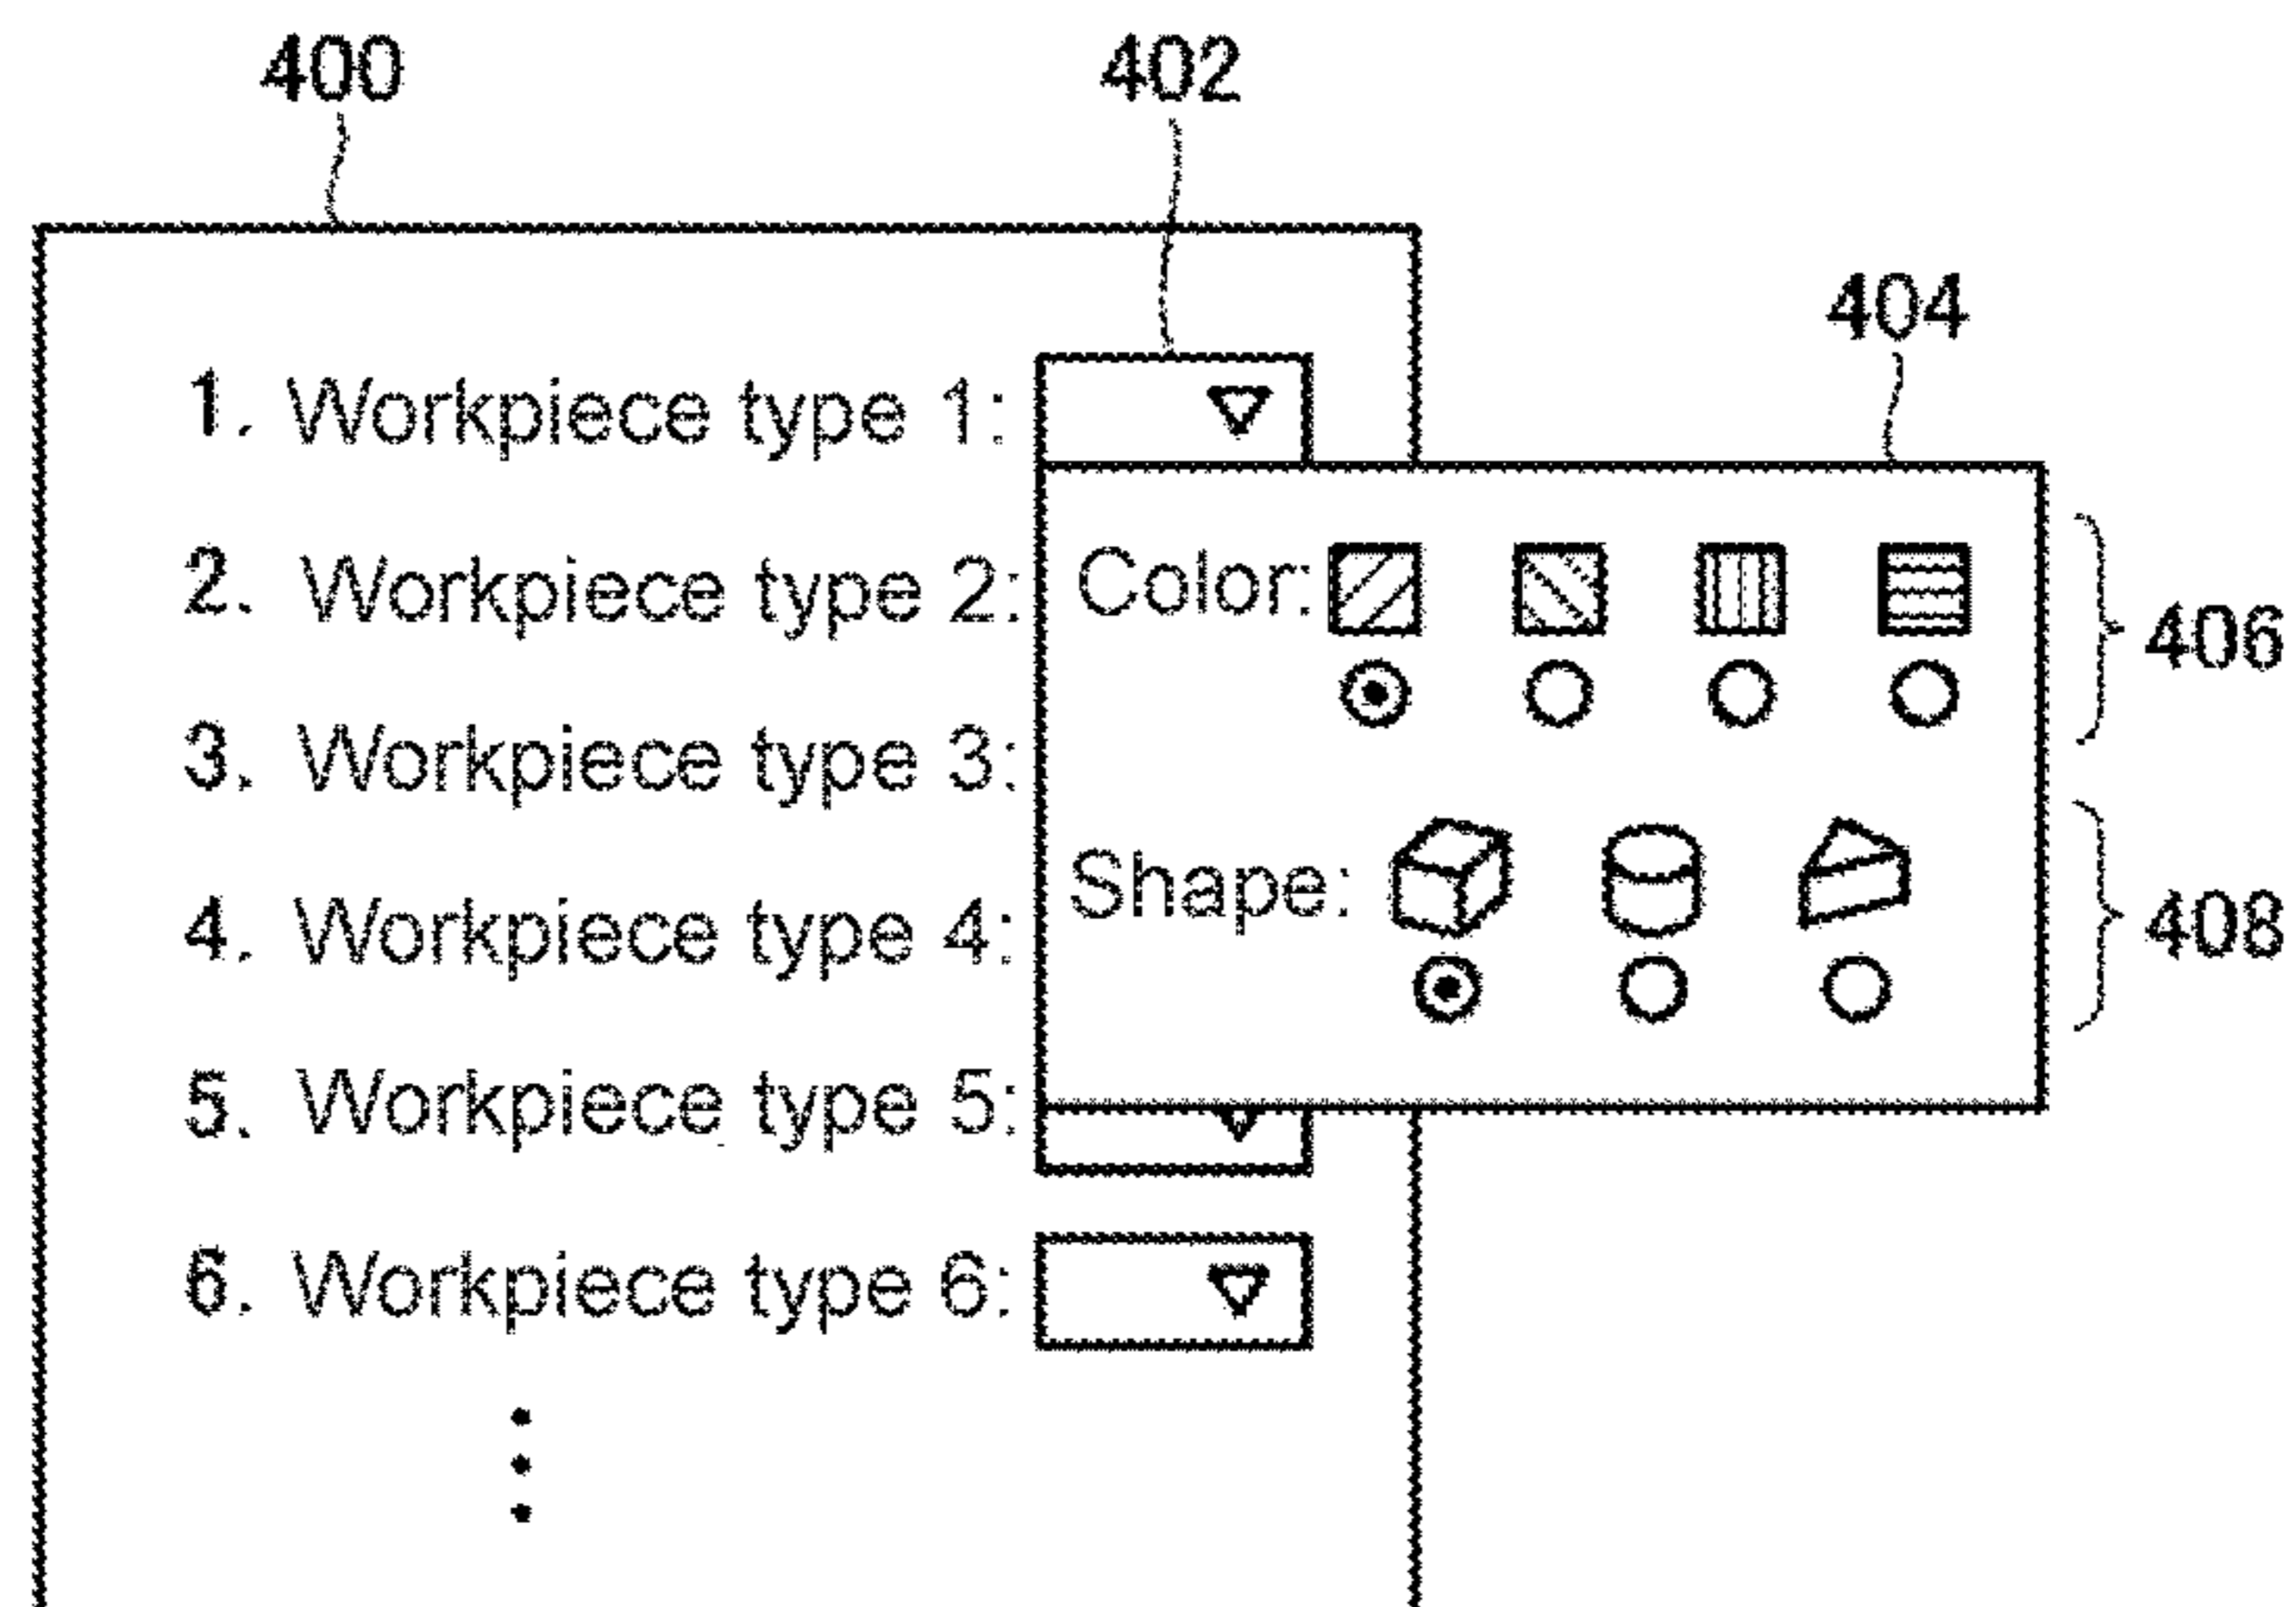 400
402
404
1. Workpiece type 1:
2. Workpiece type 2:
Color:
406
3. Workpiece type 3:
Shape:
408
4. Workpiece type 4:
5. Workpiece type 5:
6. Workpiece type 6: